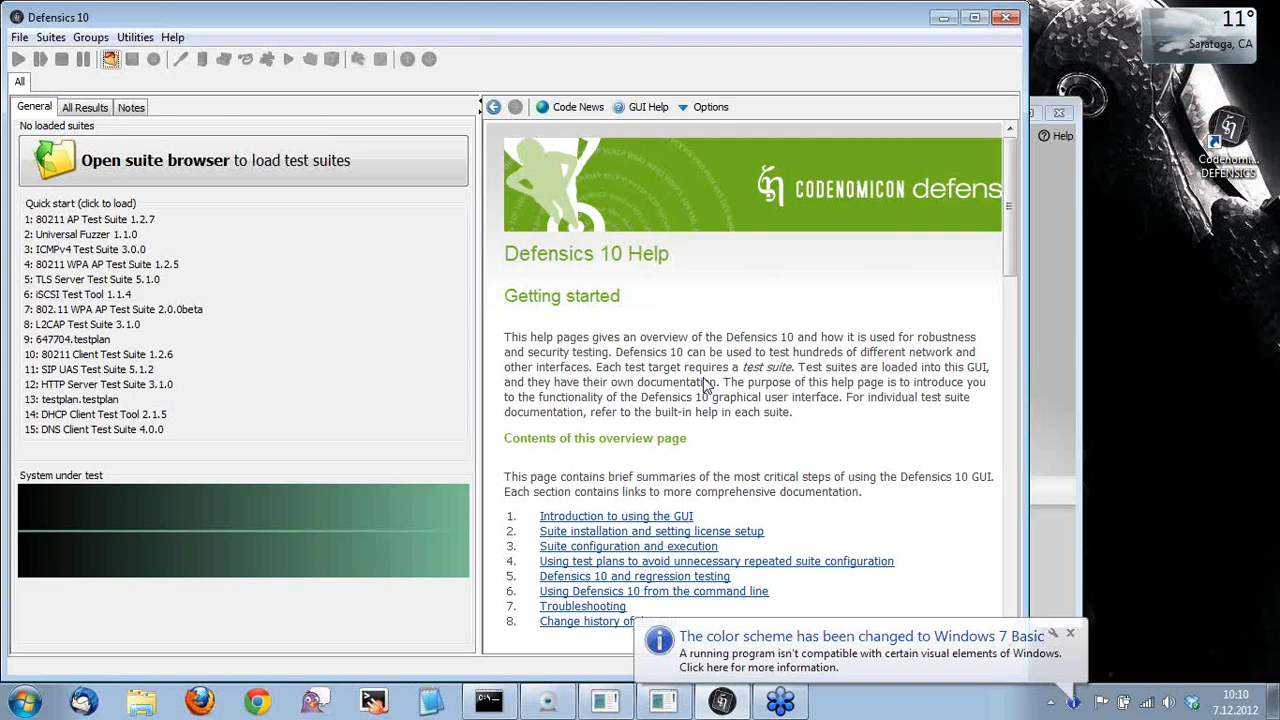 Defensics 10
File Suites Groups Utilities Help
All
General All Results Notes
No loaded suites
Open suite browser to load test suites
Quick start (click to load)
1: 80211 AP Test Suite 1.2.7
2: Universal Fuzzer 1.1.0
3: ICMPv4 Test Suite 3.0.0
4: 80211 WPA AP Test Suite 1.2.5
5: TLS Server Test Suite 5.1.0
6: iSCSI Test Tool 1.1.4
7: 802.11 WPA AP Test Suite 2.0.0beta
8: L2CAP Test Suite 3.1.0
9: 647704.testplan
10: 80211 Client Test Suite 1.2.6
11: SIP UAS Test Suite 5.1.2
12: HTTP Server Test Suite 3.1.0
13: testplan.testplan
14: DHCP Client Test Tool 2.1.5
15: DNS Client Test Suite 4.0.0
System under test
Code News GUI Help Options
CODENOMICON defens
Defensics 10 Help
Getting started
This help pages gives an overview of the Defensics 10 and how it is used for robustness
and security testing. Defensics 10 can be used to test hundreds of different network and
other interfaces. Each test target requires a test suite. Test suites are loaded into this GUI,
and they have their own documentation. The purpose of this help page is to introduce you
to the functionality of the Defensics 10 graphical user interface. For individual test suite
documentation, refer to the built-in help in each suite.
Contents of this overview page
This page contains brief summaries of the most critical steps of using the Defensics 10 GUI.
Each section contains links to more comprehensive documentation.
1. Introduction to using the GUI
2. Suite installation and setting license setup
3. Suite configuration and execution
4. Using test plans to avoid unnecessary repeated suite configuration
5. Defensics 10 and regression testing
6. Using Defensics 10 from the command line
7. Troubleshooting
8. Change history of
The color scheme has been changed to Windows 7 Basic
A running program isn't compatible with certain visual elements of Windows.
Click here for more information.
Help
11°
Saratoga, CA
Codenomi...
DEFENSICS
10:10
7.12.2012